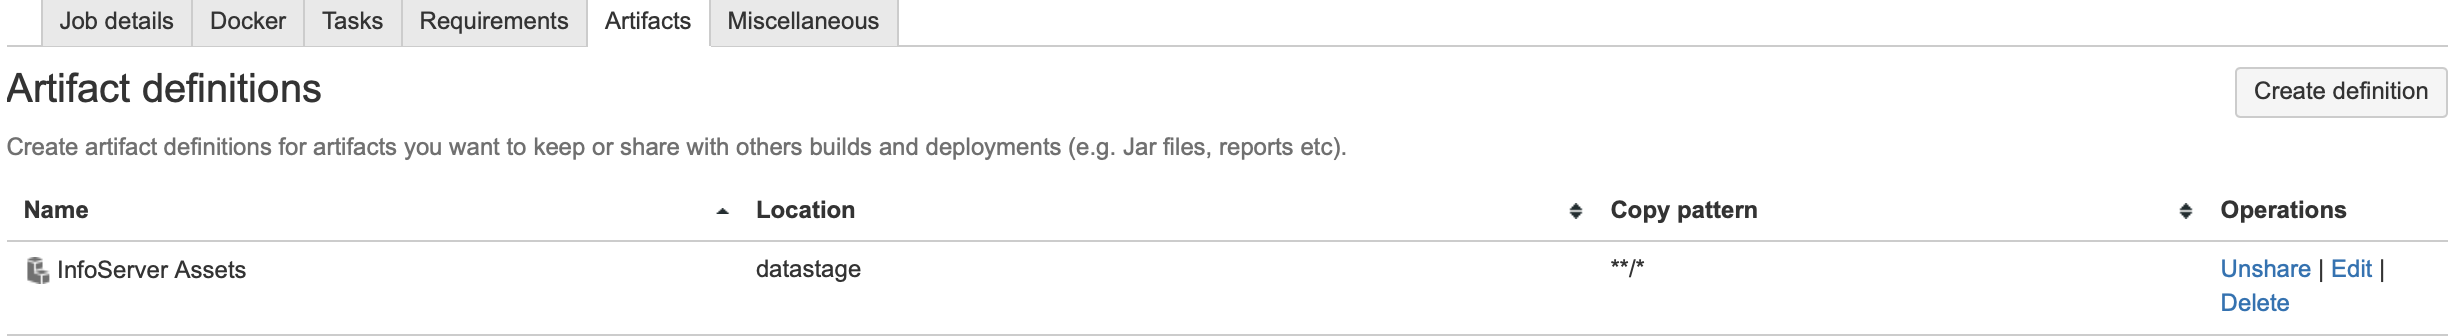 Job details Docker Tasks Requirements Artifacts Miscellaneous
Artifact definitions
Create definition
Create artifact definitions for artifacts you want to keep or share with others builds and deployments (e.g. Jar files, reports etc).
Name Location Copy pattern Operations
InfoServer Assets datastage **/* Unshare | Edit |
Delete